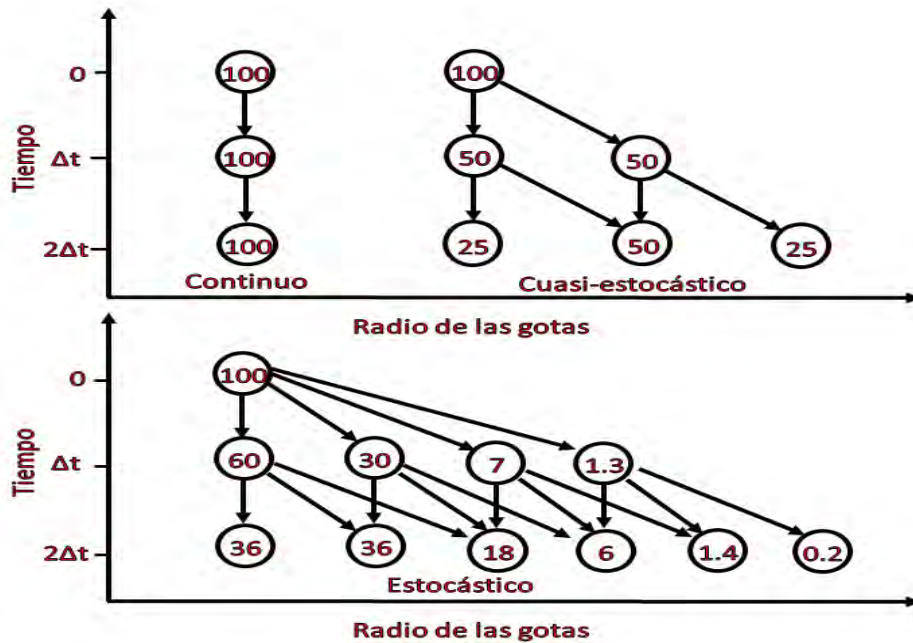 Tiempo
0 100 100
Δt 100 50 50
2Δt 100 25 50 25
Continuo Cuasi-estocástico
Radio de las gotas
Tiempo
0 100
Δt 60 30 7 1.3
2Δt 36 36 18 6 1.4 0.2
Estocástico
Radio de las gotas